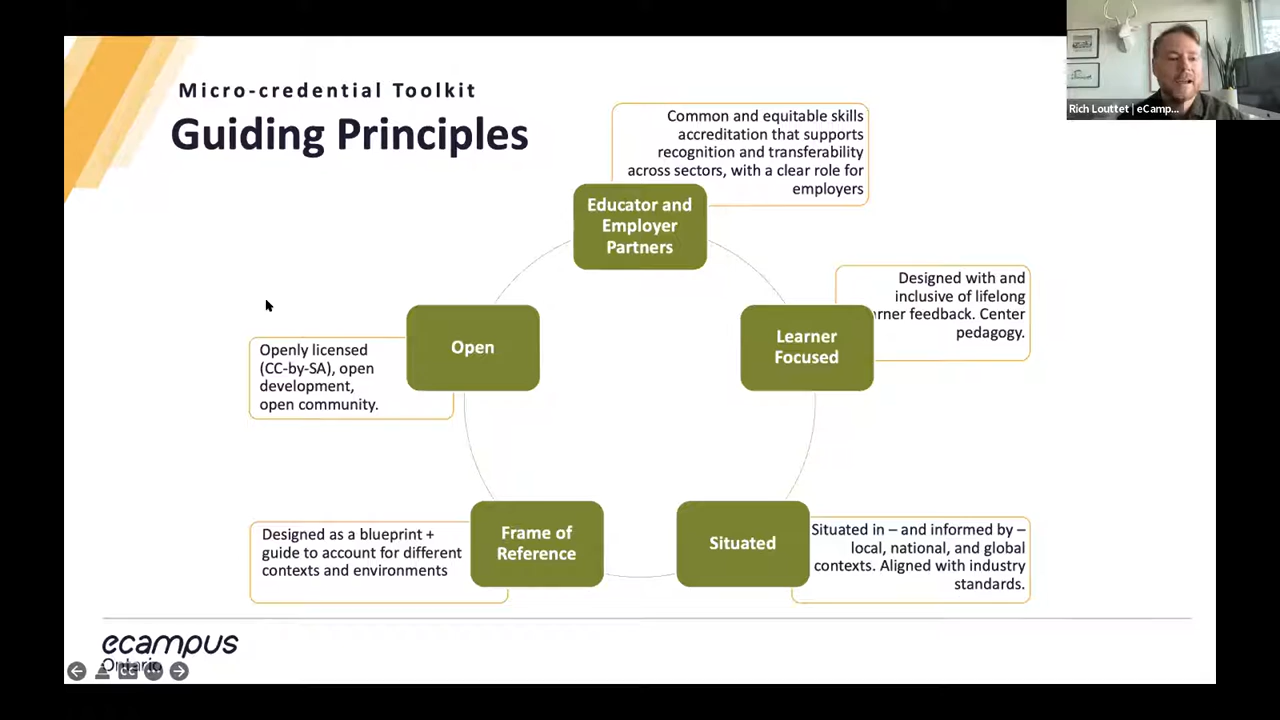 Micro-credential Toolkit
Guiding Principles
Rich Louttet | eCamp...
Common and equitable skills
accreditation that supports
recognition and transferability
across sectors, with a clear role for
employers
Educator and
Employer
Partners
Designed with and
inclusive of lifelong
rner feedback. Center
pedagogy.
Learner
Focused
Open
Openly licensed
(CC-by-SA), open
development,
open community.
Frame of
Reference
Designed as a blueprint +
guide to account for different
contexts and environments
Situated
Situated in – and informed by –
local, national, and global
contexts. Aligned with industry
standards.
ecampus
Ontario
CC